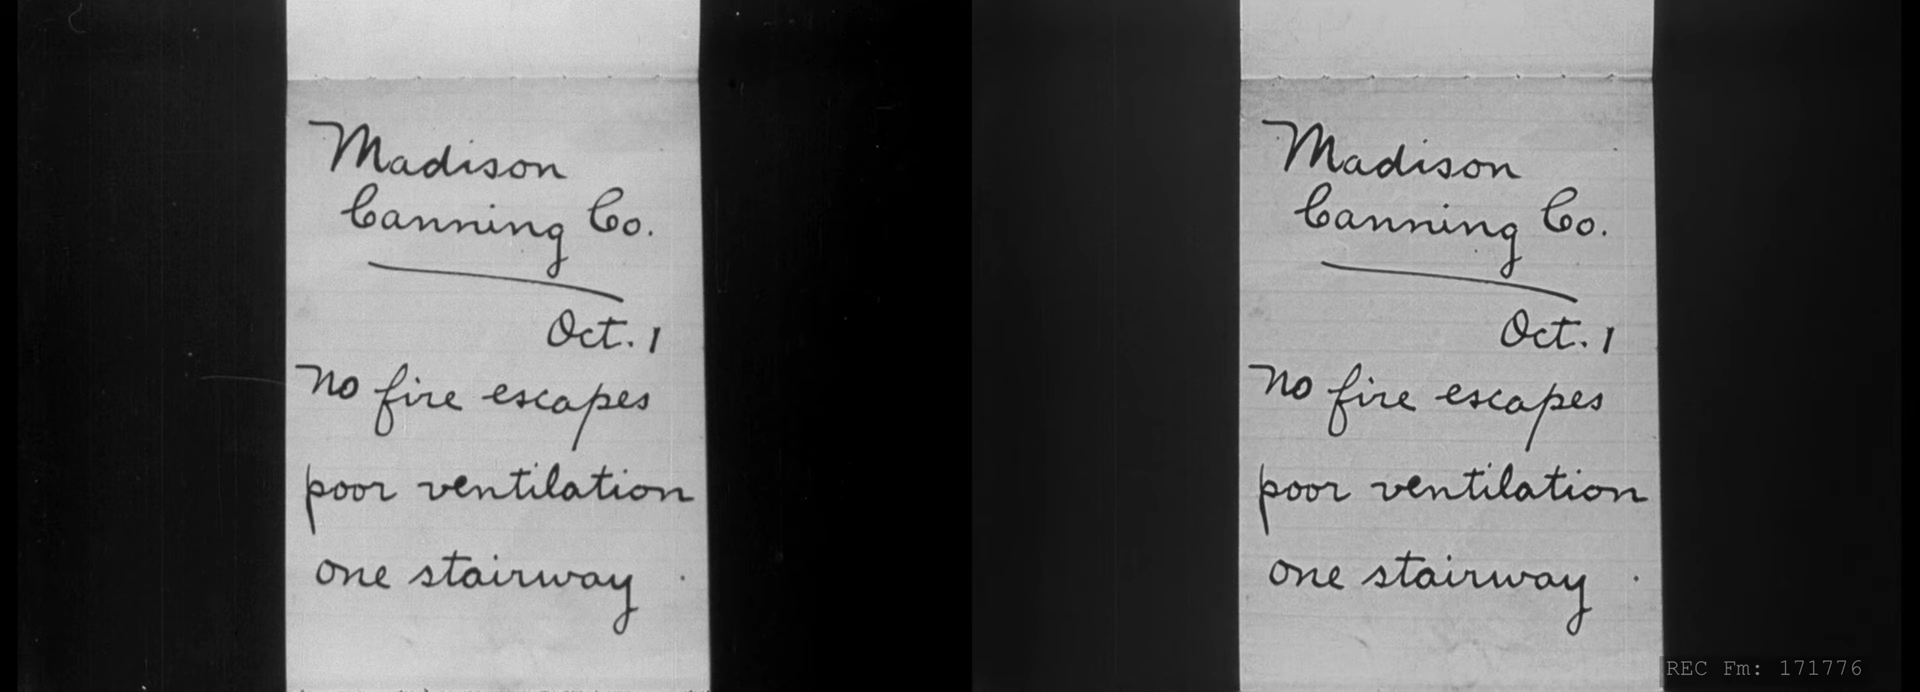 Madison
Canning Co.
Oct. 1
No fire escapes
poor ventilation
one stairway
Madison
Canning Co.
Oct. 1
No fire escapes
poor ventilation
one stairway
REC Fm: 171776